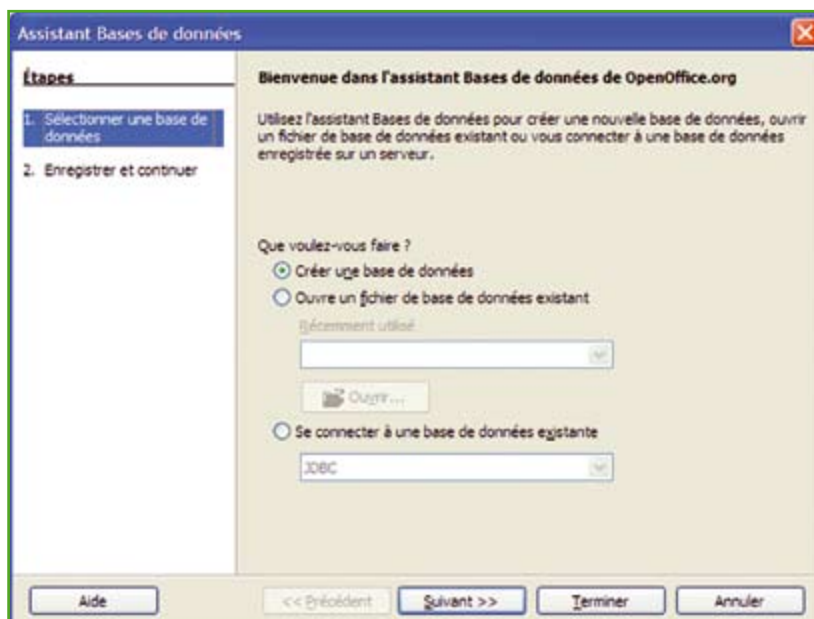 Assistant Bases de données
Étapes
1. Sélectionner une base de
données
2. Enregistrer et continuer
Bienvenue dans l'assistant Bases de données de OpenOffice.org
Utilisez l'assistant Bases de données pour créer une nouvelle base de données, ouvrir
un fichier de base de données existant ou vous connecter à une base de données
enregistrée sur un serveur.
Que voulez-vous faire ?
Créer une base de données
Ouvre un fichier de base de données existant
Récemment utilisé
Ouvrir...
Se connecter à une base de données existante
JDBC
Aide
<< Précédent
Suivant >>
Terminer
Annuler